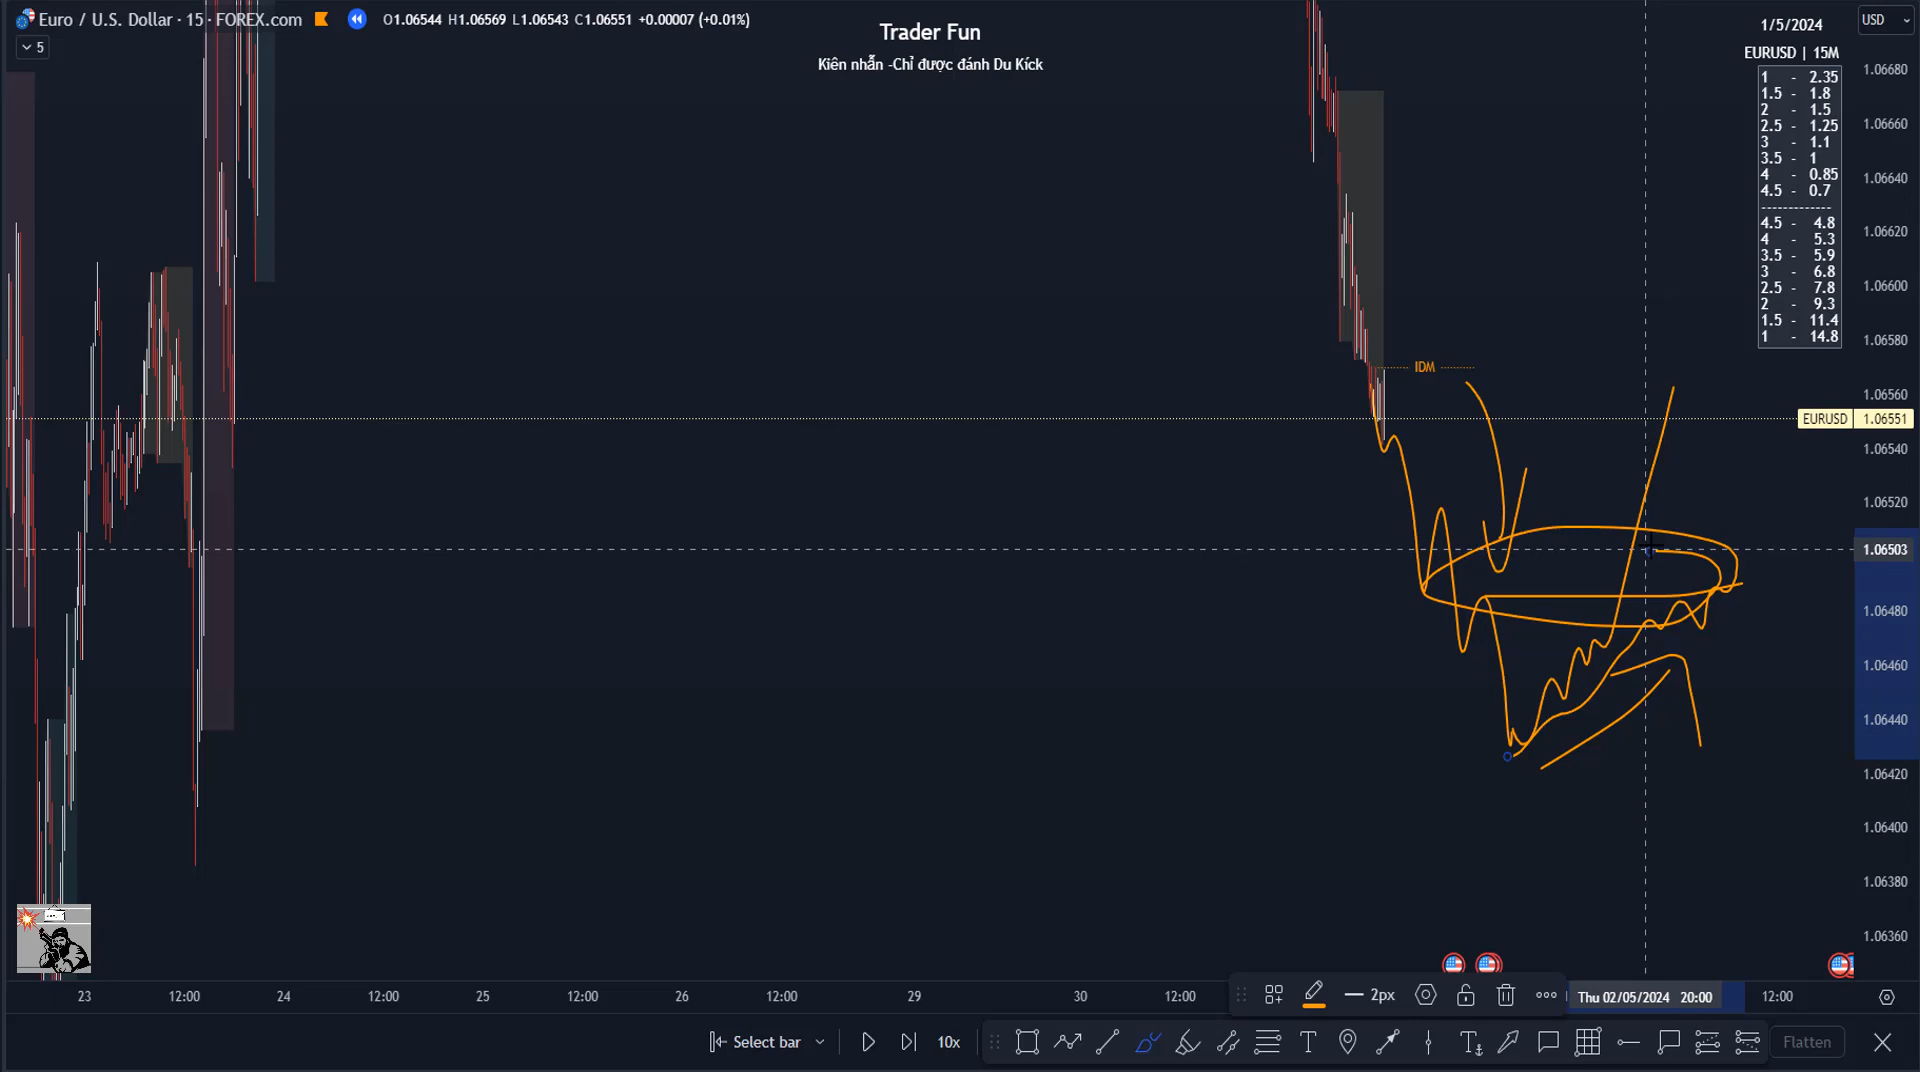 Euro / U.S. Dollar · 15 · FOREX.com O1.06544 H1.06569 L1.06543 C1.06551 +0.00007 (+0.01%)
5
Trader Fun
Kiên nhẫn -Chỉ được đánh Du Kíck
1/5/2024
EURUSD | 15M
1 - 2.35
1.5 - 1.8
2 - 1.5
2.5 - 1.25
3 - 1.1
3.5 - 1
4 - 0.85
4.5 - 0.7
--------------
4.5 - 4.8
4 - 5.3
3.5 - 5.9
3 - 6.8
2.5 - 7.8
2 - 9.3
1.5 - 11.4
1 - 14.8
USD
1.06680
1.06660
1.06640
1.06620
1.06600
1.06580
1.06560
EURUSD 1.06551
1.06540
1.06520
1.06503
1.06480
1.06460
1.06440
1.06420
1.06400
1.06380
1.06360
IDM
23 12:00 24 12:00 25 12:00 26 12:00 29 30 12:00 Thu 02/05/2024 20:00 12:00
2px
Select bar 10x Flatten